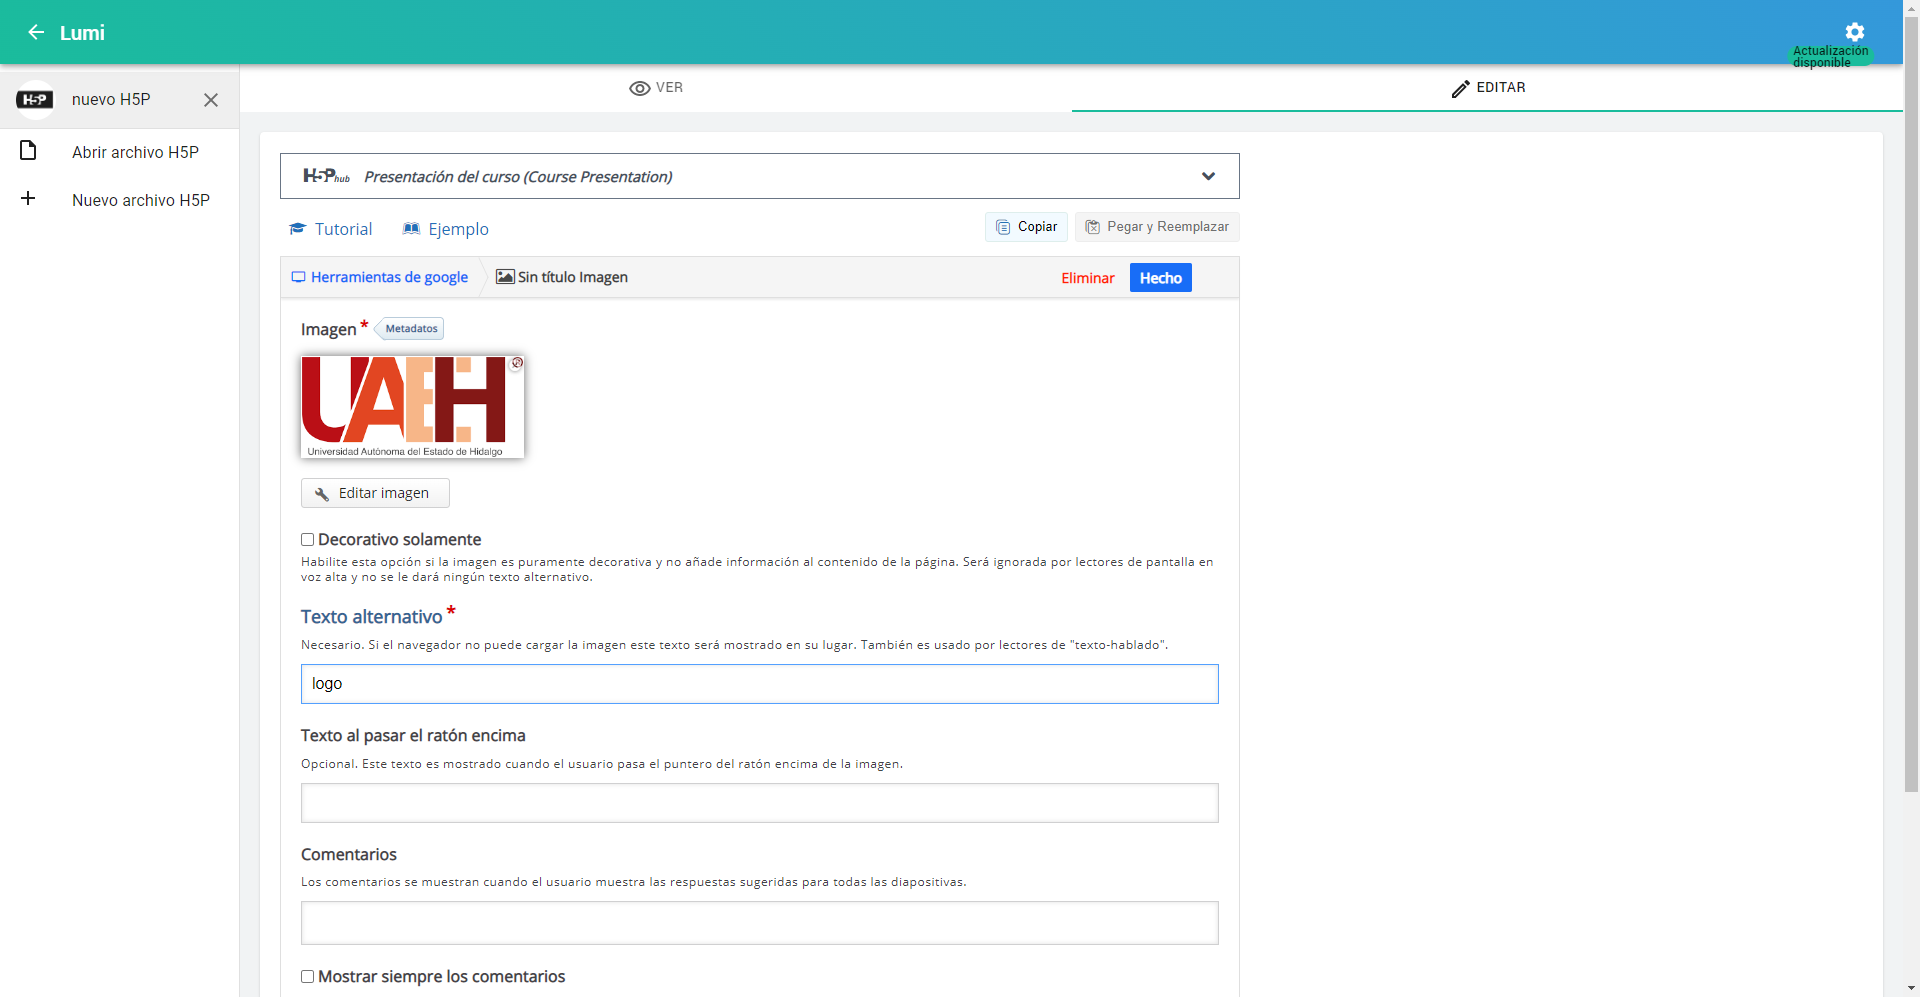 Lumi
Actualización
disponible
nuevo H5P
VER
EDITAR
Abrir archivo H5P
Nuevo archivo H5P
H5Phub Presentación del curso (Course Presentation)
Tutorial
Ejemplo
Copiar
Pegar y Reemplazar
Herramientas de google
Sin título Imagen
Eliminar
Hecho
Imagen *
Metadatos
UAEH
Universidad Autónoma del Estado de Hidalgo
Editar imagen
Decorativo solamente
Habilite esta opción si la imagen es puramente decorativa y no añade información al contenido de la página. Será ignorada por lectores de pantalla en
voz alta y no se le dará ningún texto alternativo.
Texto alternativo *
Necesario. Si el navegador no puede cargar la imagen este texto será mostrado en su lugar. También es usado por lectores de "texto-hablado".
logo
Texto al pasar el ratón encima
Opcional. Este texto es mostrado cuando el usuario pasa el puntero del ratón encima de la imagen.
Comentarios
Los comentarios se muestran cuando el usuario muestra las respuestas sugeridas para todas las diapositivas.
Mostrar siempre los comentarios